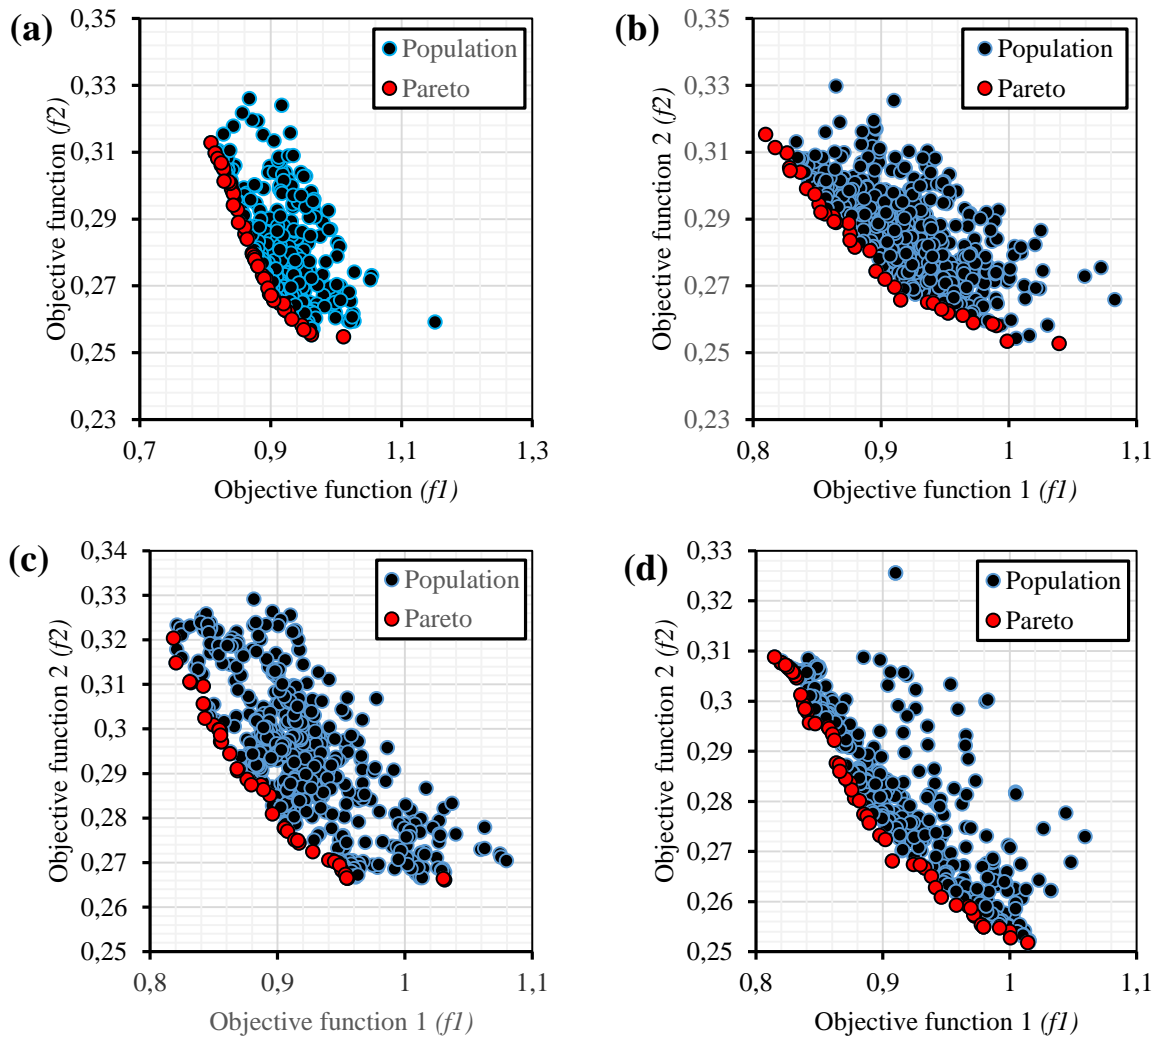 (a)
0,35
0,33
0,31
0,29
0,27
0,25
0,23
Objective function (f2)
Population
Pareto
0,7
0,9
1,1
1,3
Objective function (f1)
(b)
0,35
0,33
0,31
0,29
0,27
0,25
0,23
Objective function 2 (f2)
Population
Pareto
0,8
0,9
1
1,1
Objective function 1 (f1)
(c)
0,34
0,33
0,32
0,31
0,3
0,29
0,28
0,27
0,26
0,25
Objective function 2 (f2)
Population
Pareto
0,8
0,9
1
1,1
Objective function 1 (f1)
(d)
0,33
0,32
0,31
0,3
0,29
0,28
0,27
0,26
0,25
Objective function 2 (f2)
Population
Pareto
0,8
0,9
1
1,1
Objective function 1 (f1)